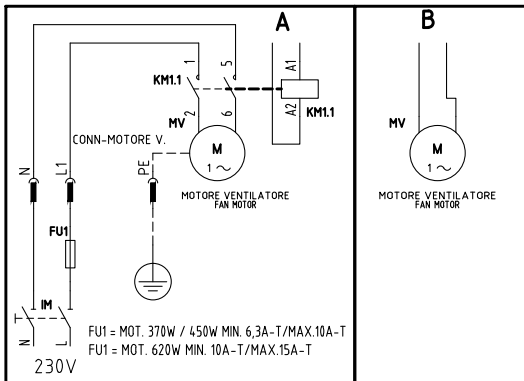 A
B
1
5
KM1.1
A1
A2
KM1.1
2
6
MV
MV
CONN-MOTORE V.
M
1 ~
M
1 ~
N
L1
PE
MOTORE VENTILATORE
FAN MOTOR
MOTORE VENTILATORE
FAN MOTOR
FU1
IM
N
L
FU1 = MOT. 370W / 450W MIN. 6,3A-T/MAX.10A-T
FU1 = MOT. 620W MIN. 10A-T/MAX.15A-T
230V